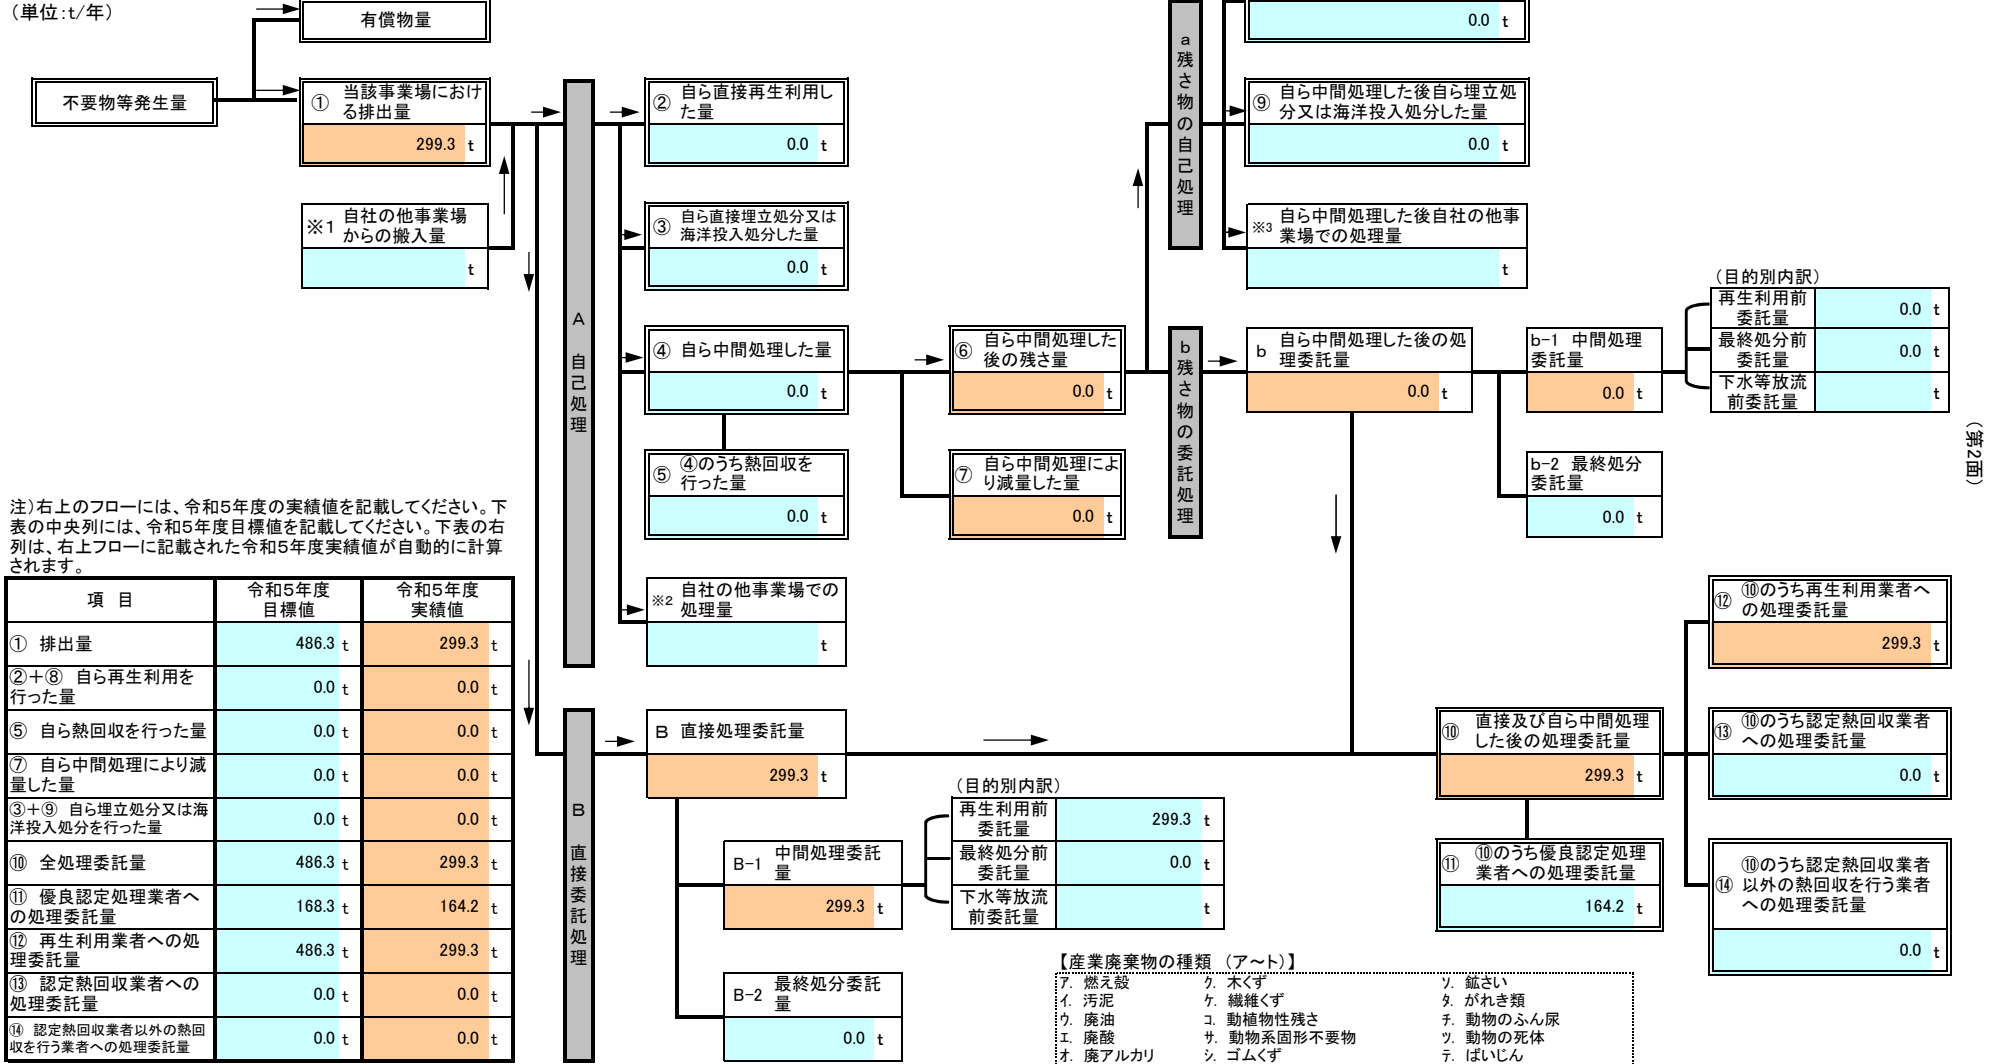 (単位:t/年)
有償物量
不要物等発生量
① 当該事業場におけ
る排出量
299.3 t
※1 自社の他事業場
からの搬入量
t
A 自己処理
② 自ら直接再生利用し
た量
0.0 t
③ 自ら直接埋立処分又は
海洋投入処分した量
0.0 t
④ 自ら中間処理した量
0.0 t
⑤ ④のうち熱回収を
行った量
0.0 t
※2 自社の他事業場での
処理量
t
⑥ 自ら中間処理した
後の残さ量
0.0 t
⑦ 自ら中間処理によ
り減量した量
0.0 t
a残さ物の自己処理
0.0 t
⑨ 自ら中間処理した後自ら埋立処
分又は海洋投入処分した量
0.0 t
※3 自ら中間処理した後自社の他事
業場での処理量
t
b残さ物の委託処理
b 自ら中間処理した後の処
理委託量
0.0 t
b-1 中間処理
委託量
0.0 t
b-2 最終処分
委託量
0.0 t
(目的別内訳)
再生利用前
委託量
0.0 t
最終処分前
委託量
0.0 t
下水等放流
前委託量
t
(第2面)
注)右上のフローには、令和5年度の実績値を記載してください。下
表の中央列には、令和5年度目標値を記載してください。下表の右
列は、右上フローに記載された令和5年度実績値が自動的に計算
されます。
項 目 令和5年度 目標値 令和5年度 実績値
① 排出量 486.3 t 299.3 t
②+⑧ 自ら再生利用を
行った量 0.0 t 0.0 t
⑤ 自ら熱回収を行った量 0.0 t 0.0 t
⑦ 自ら中間処理により減
量した量 0.0 t 0.0 t
③+⑨ 自ら埋立処分又は海
洋投入処分を行った量 0.0 t 0.0 t
⑩ 全処理委託量 486.3 t 299.3 t
⑪ 優良認定処理業者へ
の処理委託量 168.3 t 164.2 t
⑫ 再生利用業者への処
理委託量 486.3 t 299.3 t
⑬ 認定熱回収業者への
処理委託量 0.0 t 0.0 t
⑭ 認定熱回収業者以外の熱回
収を行う業者への処理委託量 0.0 t 0.0 t
B 直接委託処理
B 直接処理委託量
299.3 t
B-1 中間処理委託
量
299.3 t
B-2 最終処分委託
量
0.0 t
(目的別内訳)
再生利用前
委託量
299.3 t
最終処分前
委託量
0.0 t
下水等放流
前委託量
t
⑩ 直接及び自ら中間処理
した後の処理委託量
299.3 t
⑪ ⑩のうち優良認定処理
業者への処理委託量
164.2 t
⑫ ⑩のうち再生利用業者へ
の処理委託量
299.3 t
⑬ ⑩のうち認定熱回収業者
への処理委託量
0.0 t
⑭ ⑩のうち認定熱回収業者
以外の熱回収を行う業者
への処理委託量
0.0 t
【産業廃棄物の種類 (ア~ト)】
ア. 燃え殻 ク. 木くず ソ. 鉱さい
イ. 汚泥 ケ. 繊維くず タ. がれき類
ウ. 廃油 コ. 動植物性残さ チ. 動物のふん尿
エ. 廃酸 サ. 動物系固形不要物 ツ. 動物の死体
オ. 廃アルカリ シ. ゴムくず テ. ばいじん